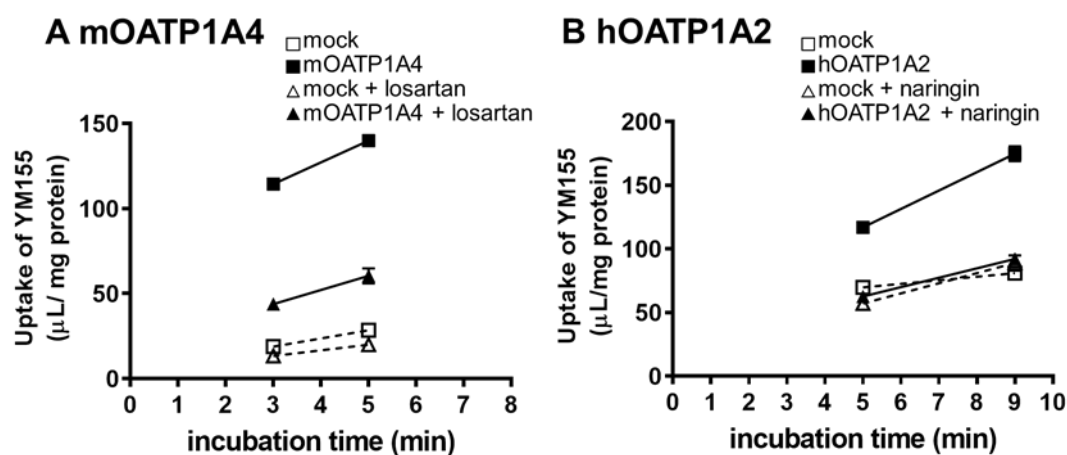 A mOATP1A4
mock
mOATP1A4
mock + losartan
mOATP1A4 + losartan
Uptake of YM155
(μL/ mg protein)
150
100
50
0
0 1 2 3 4 5 6 7 8
incubation time (min)
B hOATP1A2
mock
hOATP1A2
mock + naringin
hOATP1A2 + naringin
Uptake of YM155
(μL/mg protein)
200
150
100
50
0
0 1 2 3 4 5 6 7 8 9 10
incubation time (min)